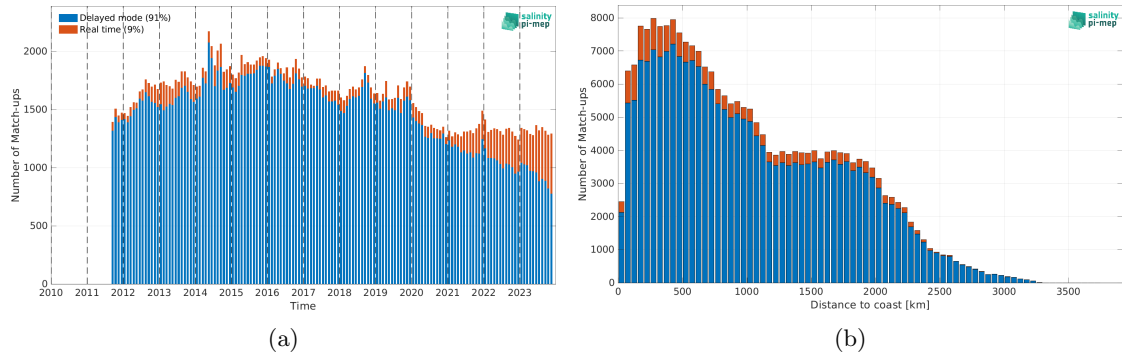 Delayed mode (91%)
Real time (9%)
salinity
pi-mep
Number of Match-ups
2000
1500
1000
500
0
2010 2011 2012 2013 2014 2015 2016 2017 2018 2019 2020 2021 2022 2023
Time
(a)
salinity
pi-mep
Number of Match-ups
8000
7000
6000
5000
4000
3000
2000
1000
0
0 500 1000 1500 2000 2500 3000 3500
Distance to coast [km]
(b)